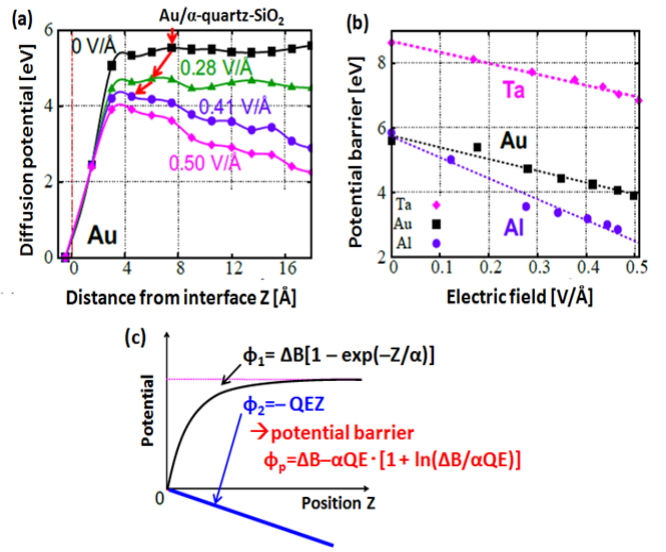 (a)
Au/α-quartz-SiO₂
6
4
2
0
Diffusion potential [eV]
0 V/Å
0.28 V/Å
0.41 V/Å
0.50 V/Å
Au
0 4 8 12 16
Distance from interface Z [Å]
(b)
8
6
4
2
Potential barrier [eV]
Ta
Au
Al
Ta
Au
Al
0 0.1 0.2 0.3 0.4 0.5
Electric field [V/Å]
(c)
Potential
ϕ₁= ΔB[1 − exp(−Z/α)]
ϕ₂=− QEZ
→potential barrier
ϕₚ=ΔB−αQE·[1+ ln(ΔB/αQE)]
0
Position Z